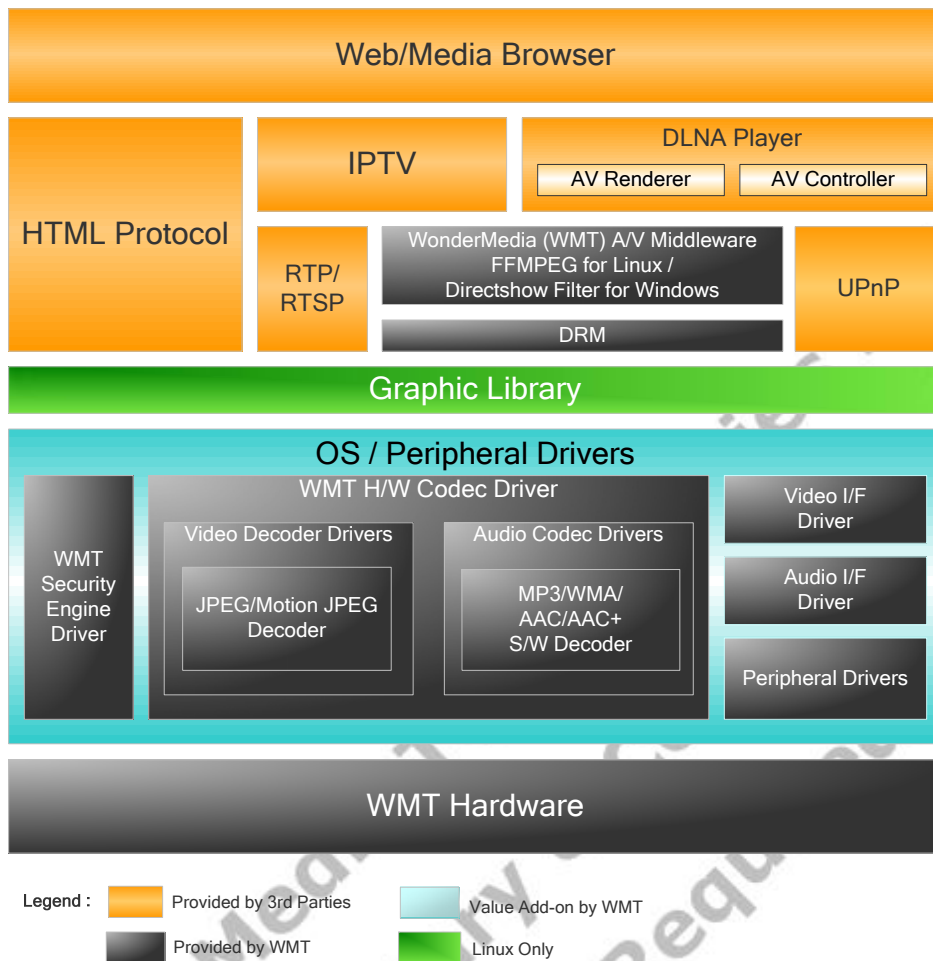 Web/Media Browser
HTML Protocol
IPTV
DLNA Player
AV Renderer
AV Controller
RTP/
RTSP
WonderMedia (WMT) A/V Middleware
FFMPEG for Linux /
Directshow Filter for Windows
DRM
UPnP
Graphic Library
OS / Peripheral Drivers
WMT
Security
Engine
Driver
WMT H/W Codec Driver
Video Decoder Drivers
JPEG/Motion JPEG
Decoder
Audio Codec Drivers
MP3/WMA/
AAC/AAC+
S/W Decoder
Video I/F
Driver
Audio I/F
Driver
Peripheral Drivers
WMT Hardware
Legend :
Provided by 3rd Parties
Value Add-on by WMT
Provided by WMT
Linux Only